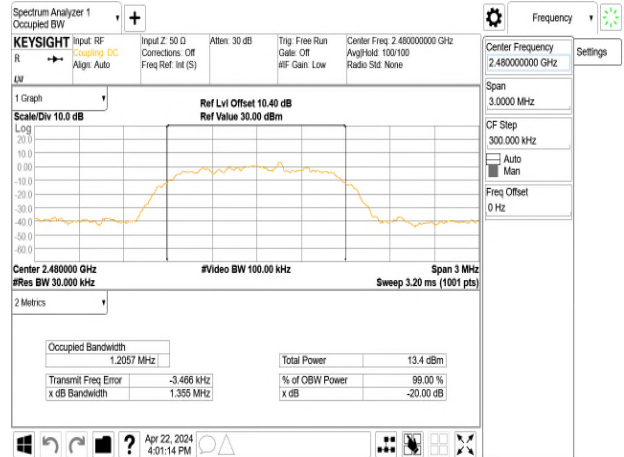 Spectrum Analyzer 1
Occupied BW
+
Frequency
KEYSIGHT
Input: RF
Coupling: DC
Align: Auto
Input Z: 50 Ω
Corrections: Off
Freq Ref: Int (S)
Atten: 30 dB
Trig: Free Run
Gate: Off
#IF Gain: Low
Center Freq: 2.480000000 GHz
Avg|Hold: 100/100
Radio Std: None
R
LXI
Center Frequency
2.480000000 GHz
Settings
Span
3.0000 MHz
CF Step
300.000 kHz
Auto
Man
Freq Offset
0 Hz
1 Graph
Scale/Div 10.0 dB
Ref Lvl Offset 10.40 dB
Ref Value 30.00 dBm
Log
20.0
10.0
0.00
-10.0
-20.0
-30.0
-40.0
-50.0
-60.0
Center 2.480000 GHz
#Video BW 100.00 kHz
Span 3 MHz
#Res BW 30.000 kHz
Sweep 3.20 ms (1001 pts)
2 Metrics
Occupied Bandwidth
1.2057 MHz
Total Power 13.4 dBm
Transmit Freq Error -3.466 kHz
% of OBW Power 99.00 %
x dB Bandwidth 1.355 MHz
x dB -20.00 dB
?
Apr 22, 2024
4:01:14 PM